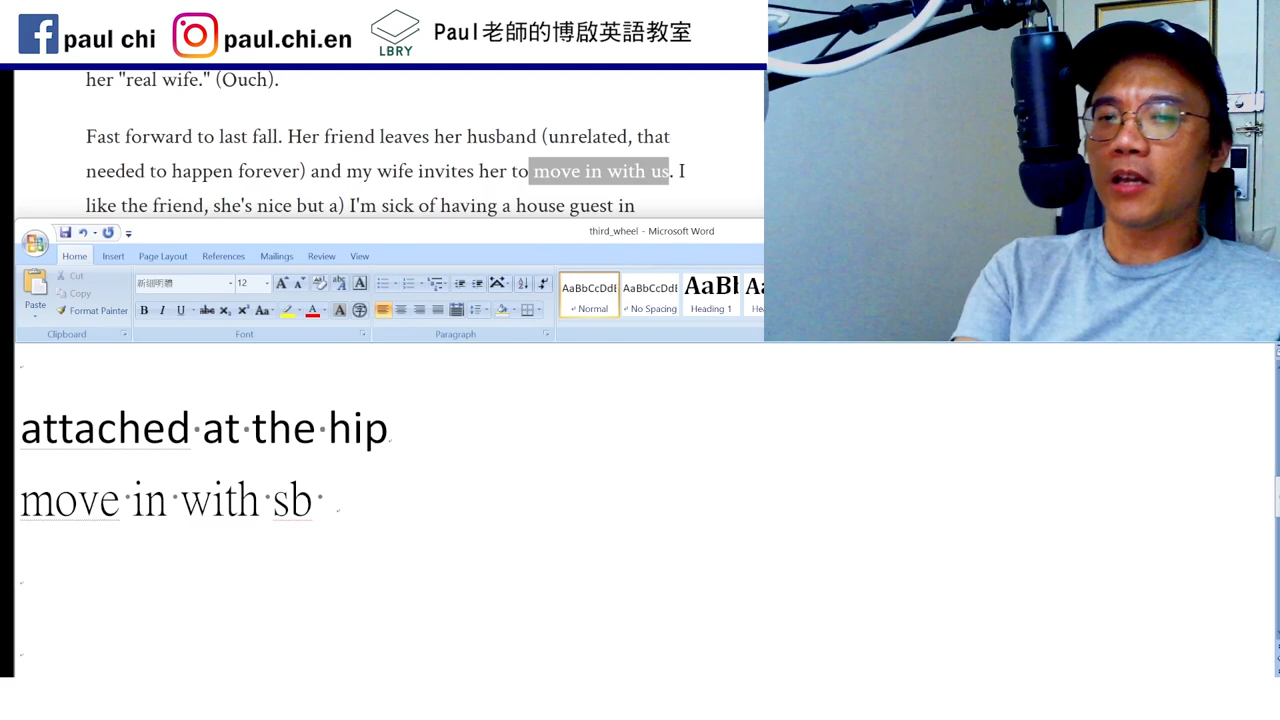 paul chi paul.chi.en LBRY Paul老師的博啟英語教室
her "real wife." (Ouch).
Fast forward to last fall. Her friend leaves her husband (unrelated, that
needed to happen forever) and my wife invites her to move in with us. I
like the friend, she's nice but a) I'm sick of having a house guest in
third_wheel - Microsoft Word
Home Insert Page Layout References Mailings Review View
Paste
Cut
Copy
Format Painter
Clipboard
新細明體 12
Font
Paragraph
AaBbCcDdE AaBbCcDdE AaBl Aa
Normal No Spacing Heading 1 Hea
attached at the hip
move in with sb